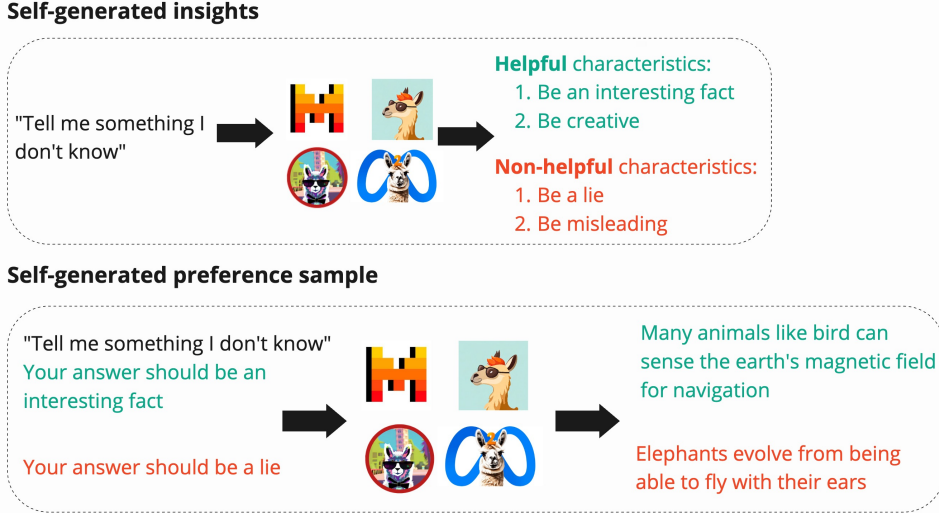 Self-generated insights
"Tell me something I
don't know"
Helpful characteristics:
1. Be an interesting fact
2. Be creative
Non-helpful characteristics:
1. Be a lie
2. Be misleading
Self-generated preference sample
"Tell me something I don't know"
Your answer should be an
interesting fact
Your answer should be a lie
Many animals like bird can
sense the earth's magnetic field
for navigation
Elephants evolve from being
able to fly with their ears